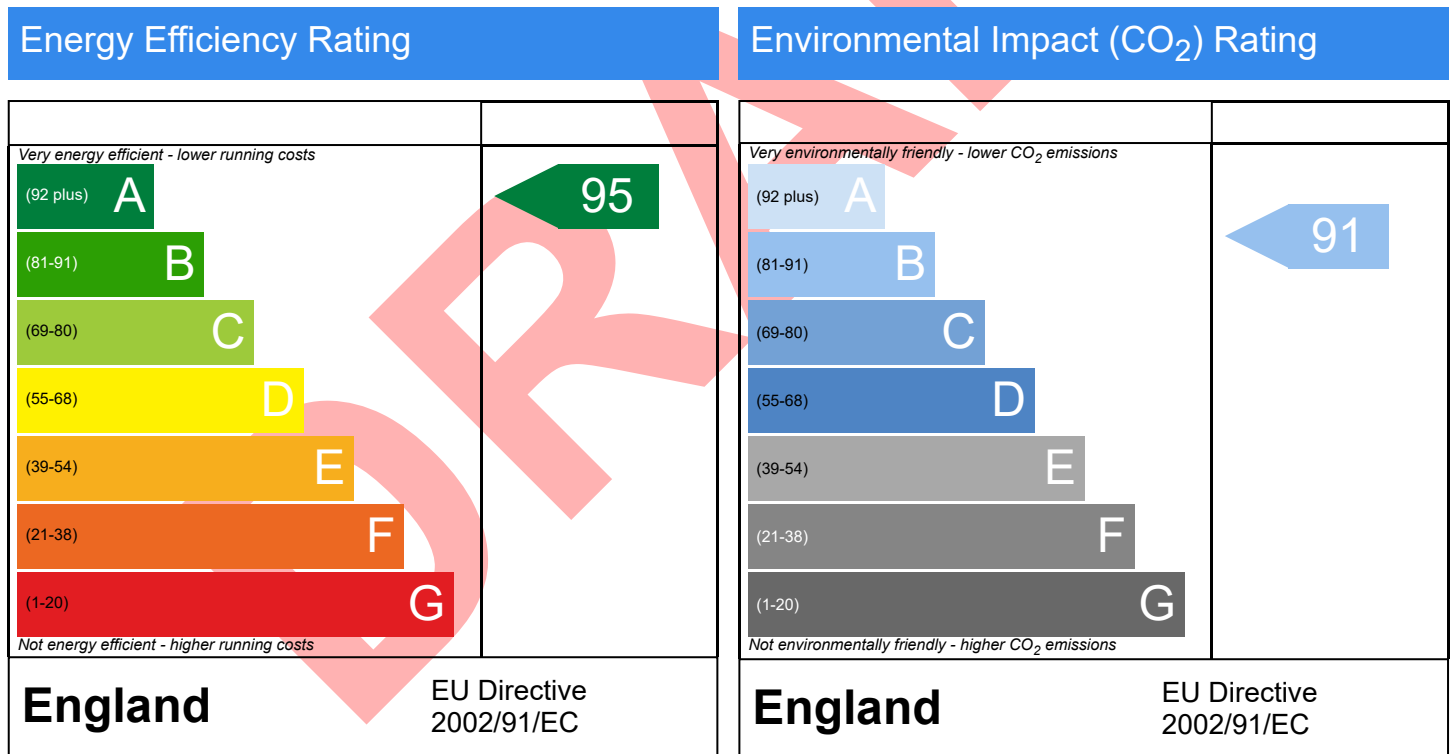 Energy Efficiency Rating
Very energy efficient - lower running costs
(92 plus) A
95
(81-91) B
(69-80) C
(55-68) D
(39-54) E
(21-38) F
(1-20) G
Not energy efficient - higher running costs
England
EU Directive
2002/91/EC
Environmental Impact (CO₂) Rating
Very environmentally friendly - lower CO₂ emissions
(92 plus) A
(81-91) B
91
(69-80) C
(55-68) D
(39-54) E
(21-38) F
(1-20) G
Not environmentally friendly - higher CO₂ emissions
England
EU Directive
2002/91/EC
DRA